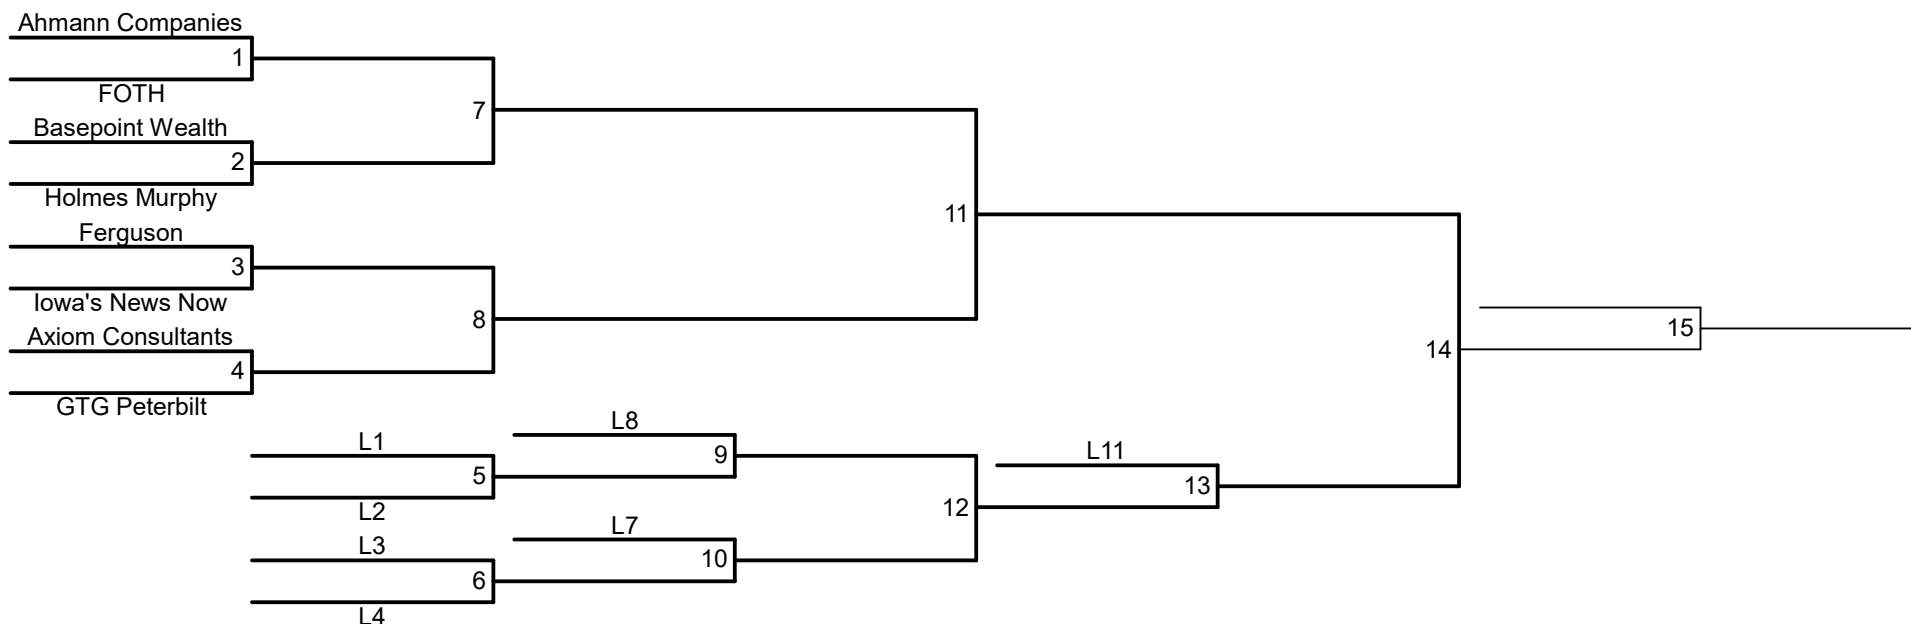 Ahmann Companies
1
FOTH
7
Basepoint Wealth
2
Holmes Murphy
11
Ferguson
3
Iowa's News Now
8
Axiom Consultants
4
GTG Peterbilt
15
14
L1
L8
5
9
L2
L11
13
12
L3
L7
6
10
L4